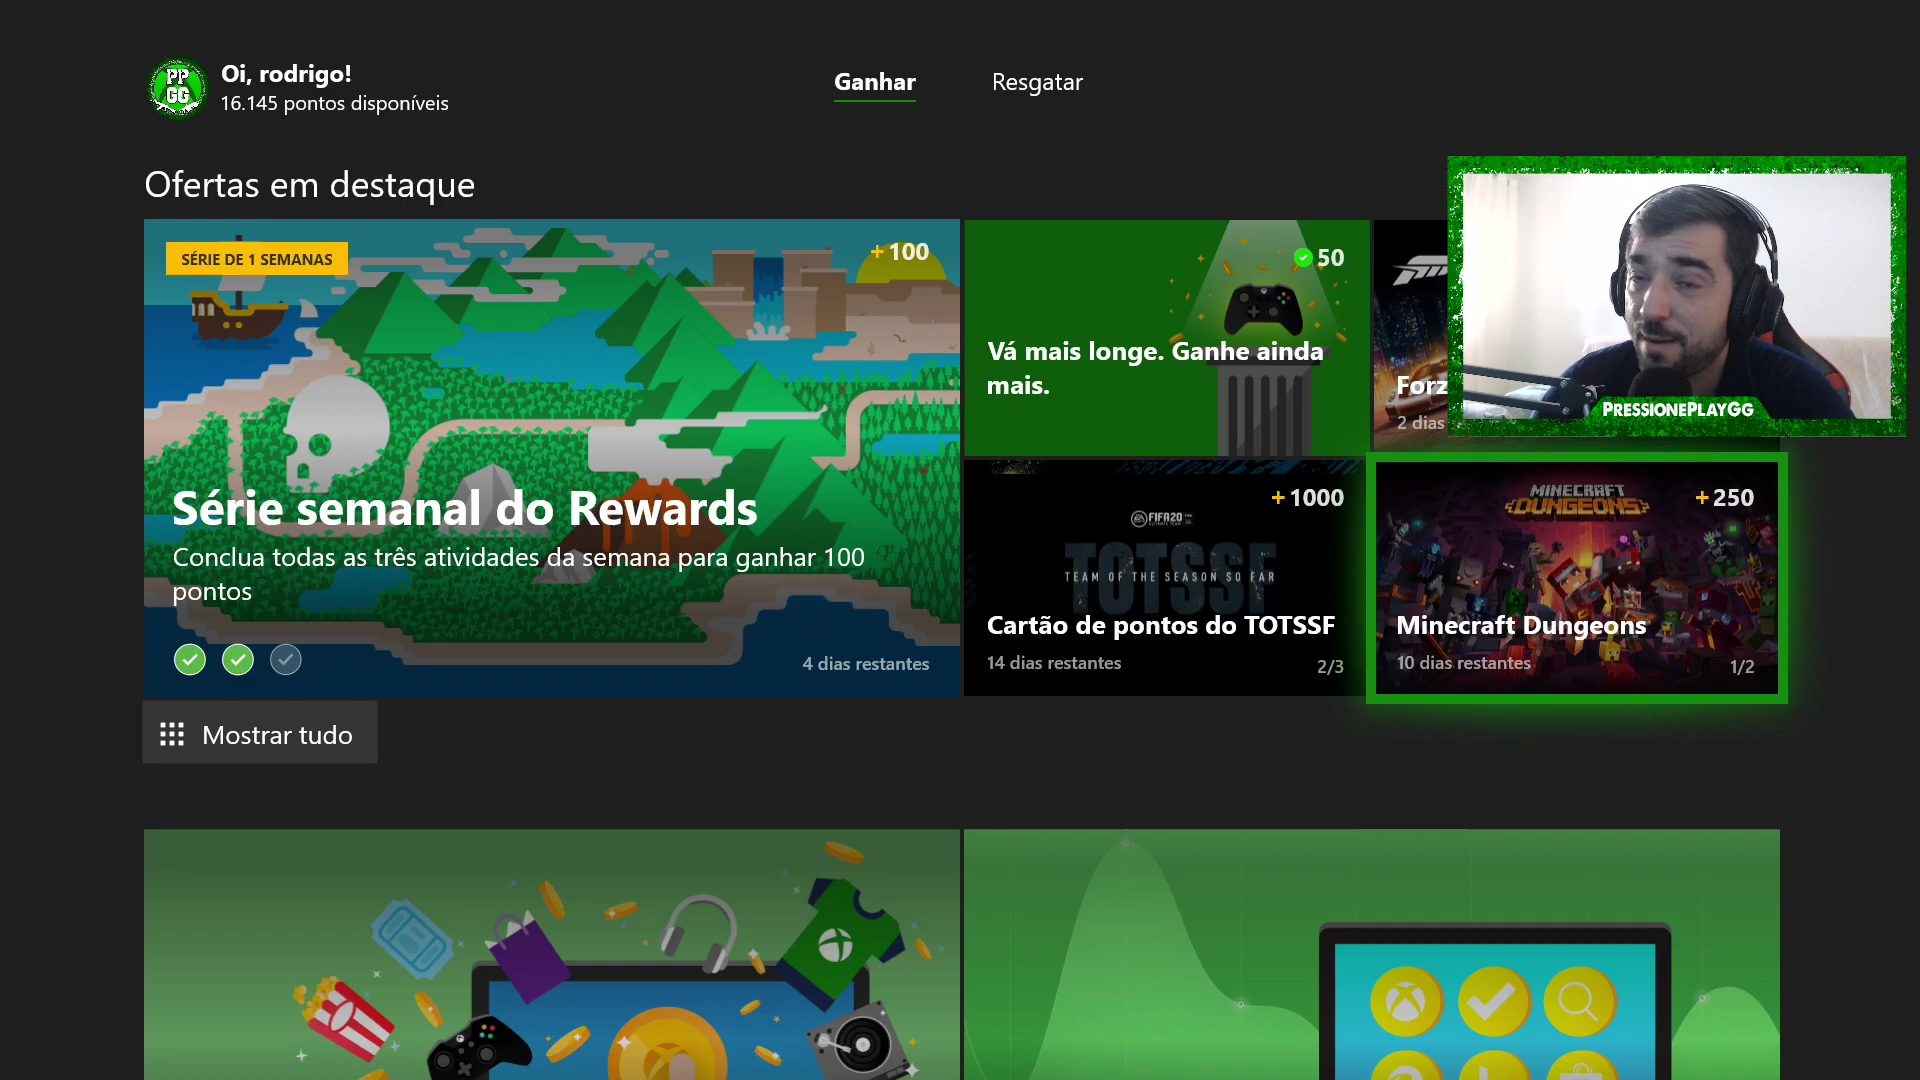 PP
GG
Oi, rodrigo!
16.145 pontos disponíveis
Ganhar
Resgatar
Ofertas em destaque
SÉRIE DE 1 SEMANAS
+100
Série semanal do Rewards
Conclua todas as três atividades da semana para ganhar 100
pontos
4 dias restantes
50
Vá mais longe. Ganhe ainda
mais.
Forz
2 dias
PRESSIONEPLAYGG
+1000
FIFA20
TOTSSF
TEAM OF THE SEASON SO FAR
Cartão de pontos do TOTSSF
14 dias restantes
2/3
MINECRAFT
DUNGEONS
+250
Minecraft Dungeons
10 dias restantes
1/2
Mostrar tudo